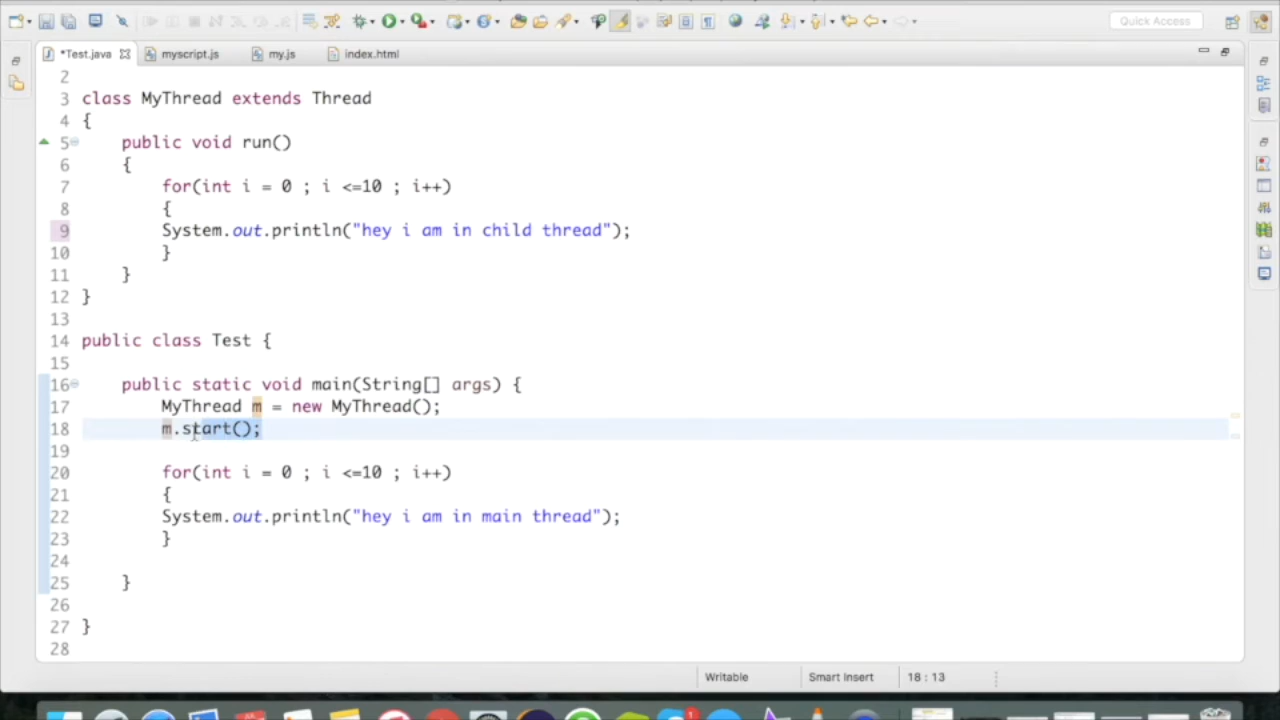 Quick Access
*Test.java myscript.js my.js index.html
2
3 class MyThread extends Thread
4 {
5 public void run()
6 {
7 for(int i = 0 ; i <=10 ; i++)
8 {
9 System.out.println("hey i am in child thread");
10 }
11 }
12 }
13
14 public class Test {
15
16 public static void main(String[] args) {
17 MyThread m = new MyThread();
18 m.start();
19
20 for(int i = 0 ; i <=10 ; i++)
21 {
22 System.out.println("hey i am in main thread");
23 }
24
25 }
26
27 }
28
Writable Smart Insert 18 : 13
1